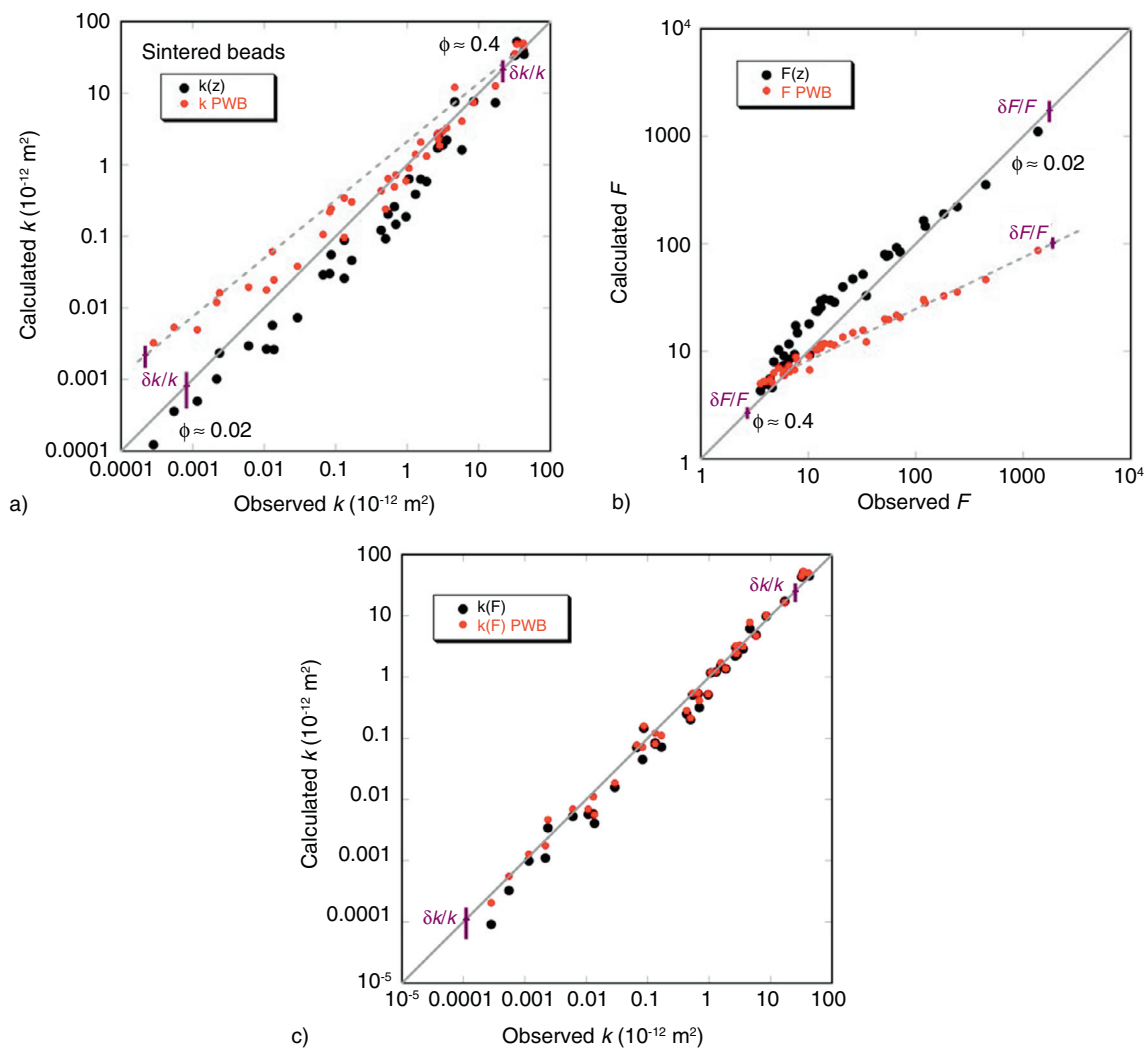 100
10
1
0.1
0.01
0.001
0.0001
Calculated k (10⁻¹² m²)
Sintered beads
k(z)
k PWB
ϕ ≈ 0.4
δk/k
δk/k
ϕ ≈ 0.02
0.0001 0.001 0.01 0.1 1 10 100
Observed k (10⁻¹² m²)
a)
10⁴
1000
100
10
1
Calculated F
F(z)
F PWB
δF/F
ϕ ≈ 0.02
δF/F
δF/F
ϕ ≈ 0.4
1 10 100 1000 10⁴
Observed F
b)
100
10
1
0.1
0.01
0.001
0.0001
10⁻⁵
Calculated k (10⁻¹² m²)
k(F)
k(F) PWB
δk/k
δk/k
10⁻⁵ 0.0001 0.001 0.01 0.1 1 10 100
Observed k (10⁻¹² m²)
c)